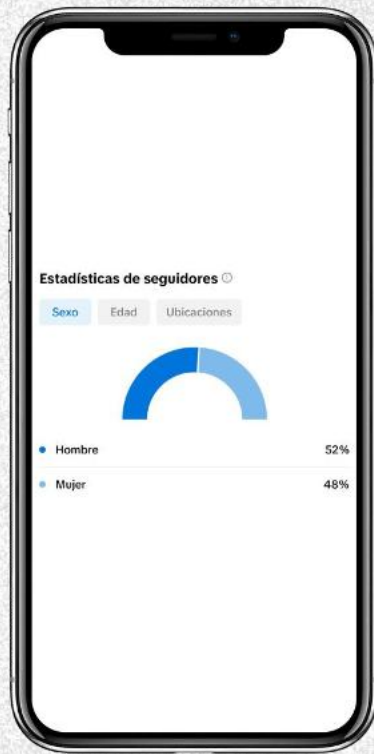 Estadísticas de seguidores
Sexo Edad Ubicaciones
Hombre 52%
Mujer 48%